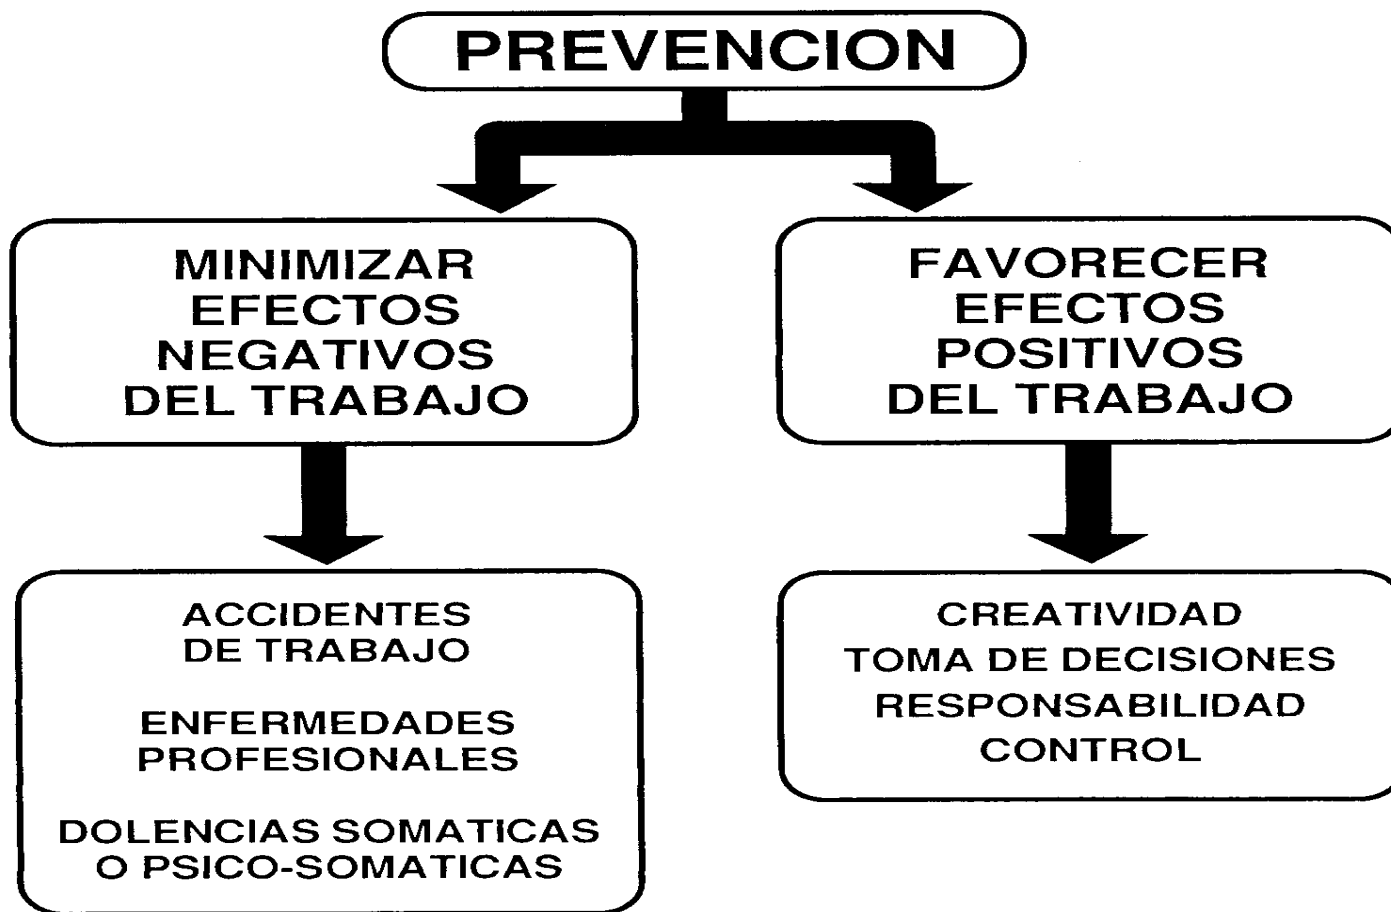 PREVENCION
MINIMIZAR
EFECTOS
NEGATIVOS
DEL TRABAJO
FAVORECER
EFECTOS
POSITIVOS
DEL TRABAJO
ACCIDENTES
DE TRABAJO
ENFERMEDADES
PROFESIONALES
DOLENCIAS SOMATICAS
O PSICO-SOMATICAS
CREATIVIDAD
TOMA DE DECISIONES
RESPONSABILIDAD
CONTROL